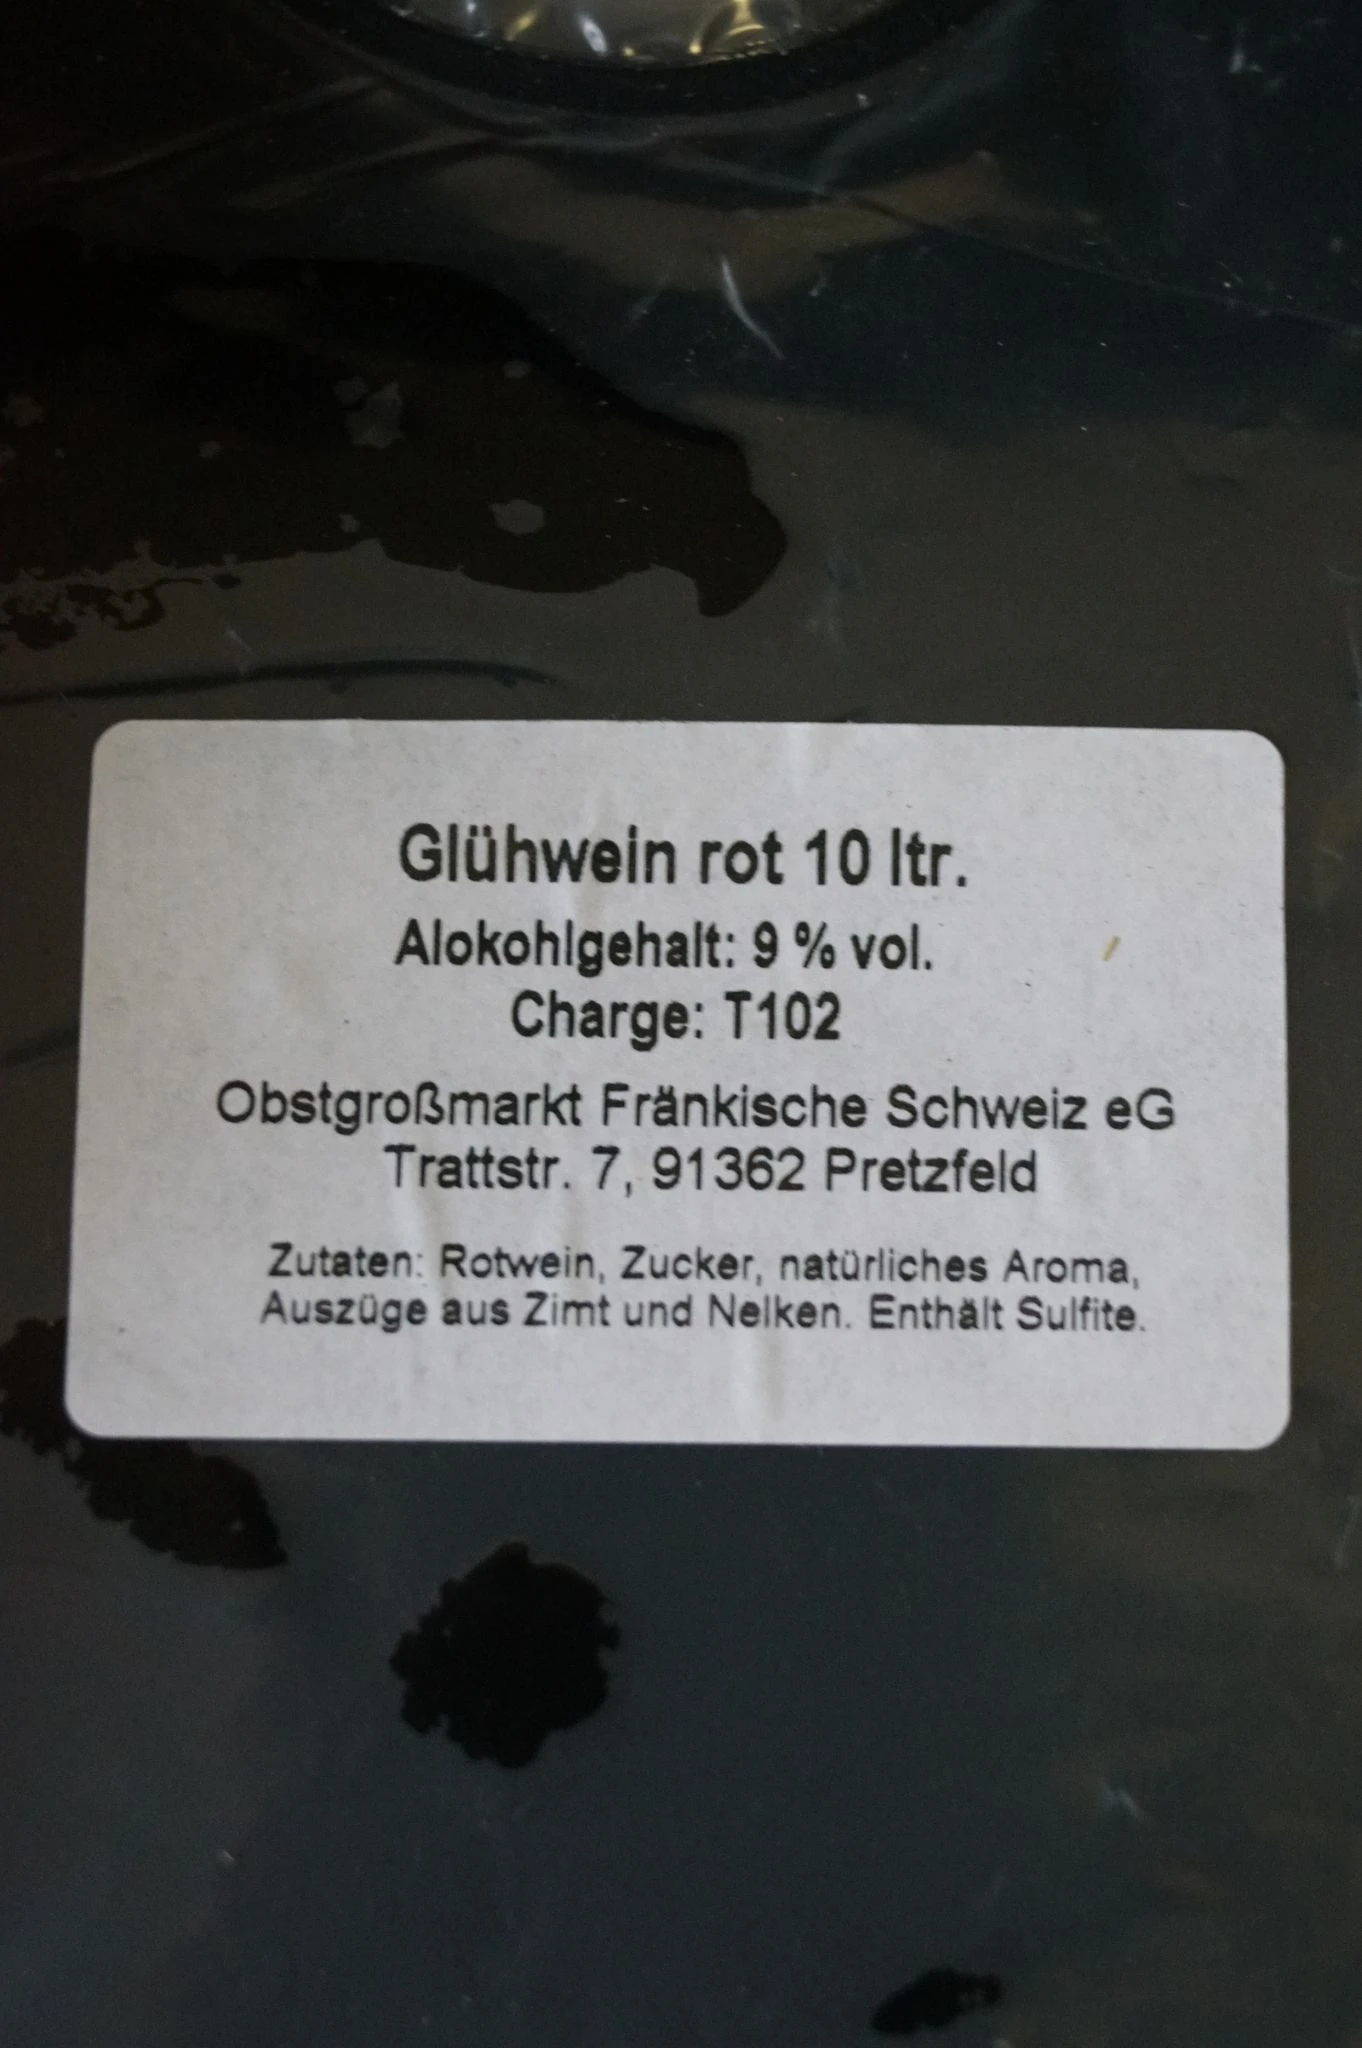 Glühwein rot 10 ltr.
Alokohlgehalt: 9 % vol.
Charge: T102
Obstgroßmarkt Fränkische Schweiz eG
Trattstr. 7, 91362 Pretzfeld
Zutaten: Rotwein, Zucker, natürliches Aroma,
Auszüge aus Zimt und Nelken. Enthält Sulfite.